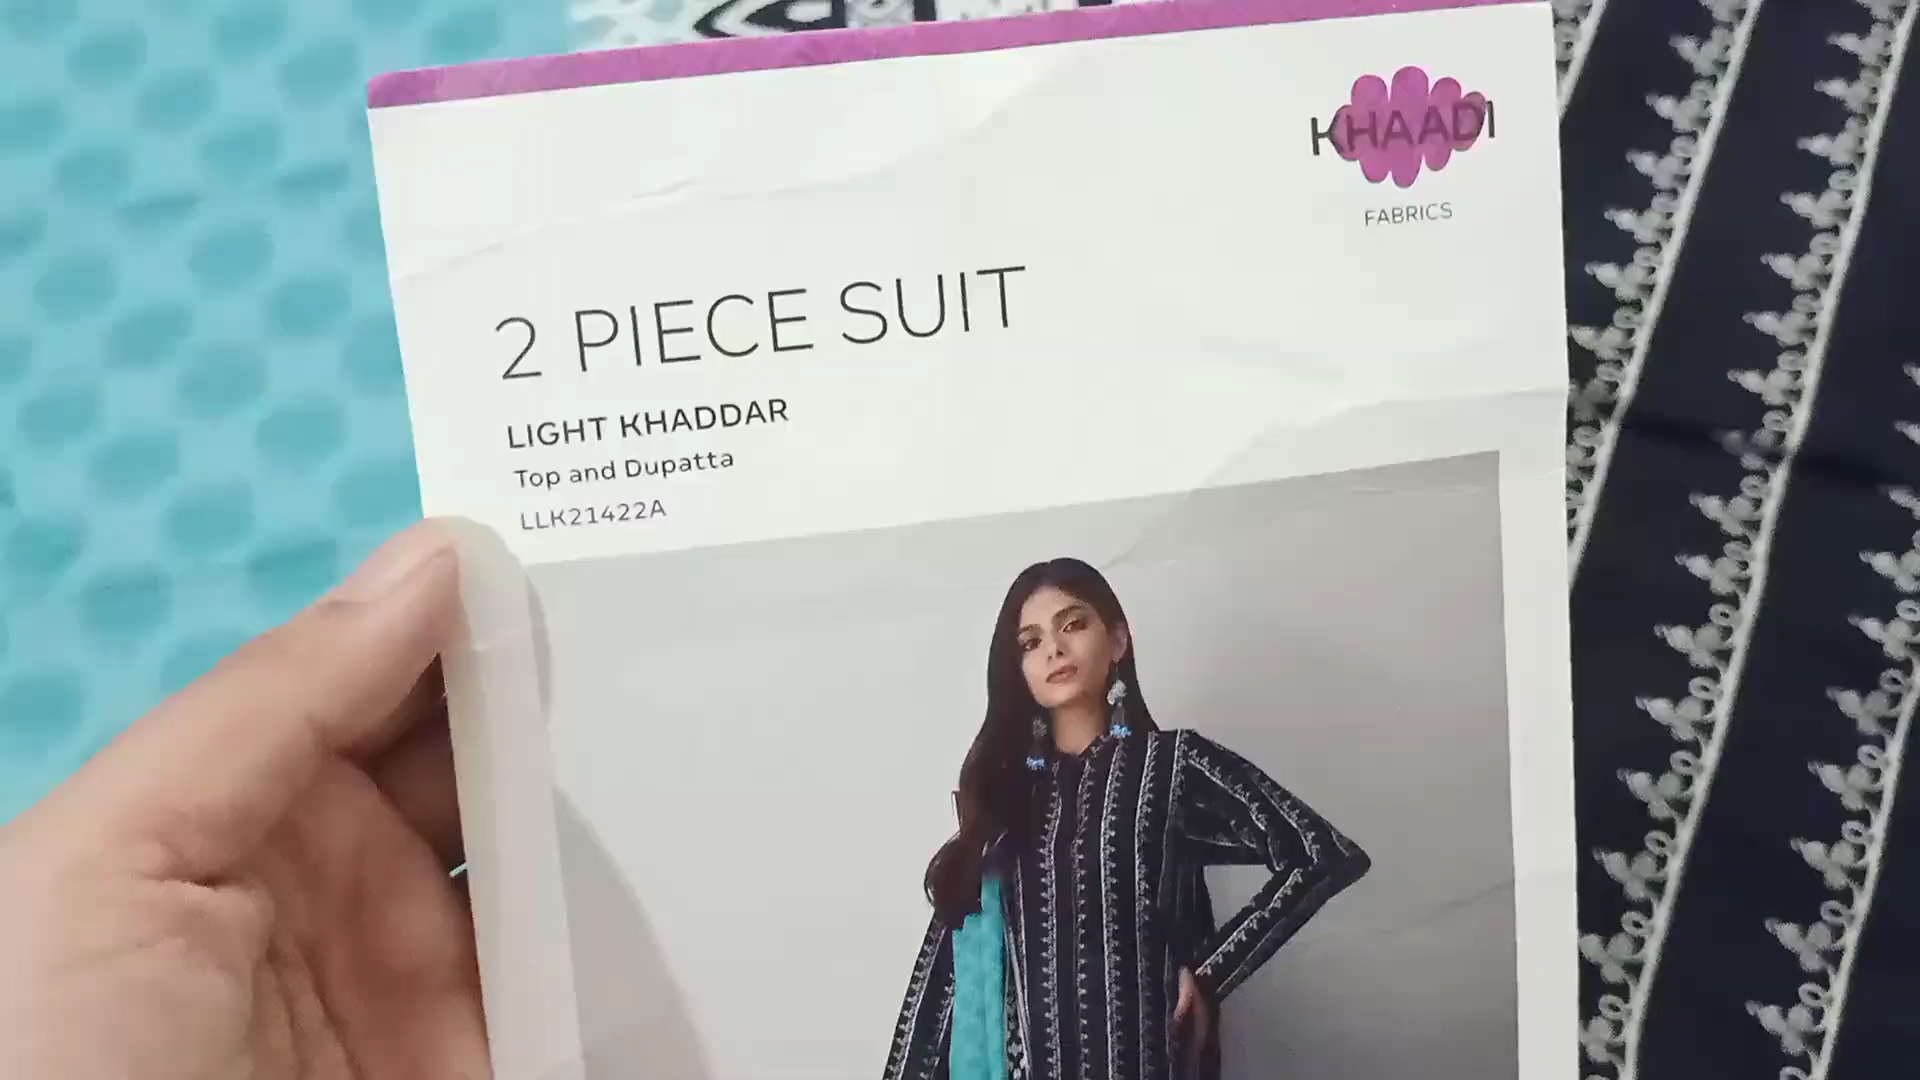 KHAADI
FABRICS
2 PIECE SUIT
LIGHT KHADDAR
Top and Dupatta
LLK21422A